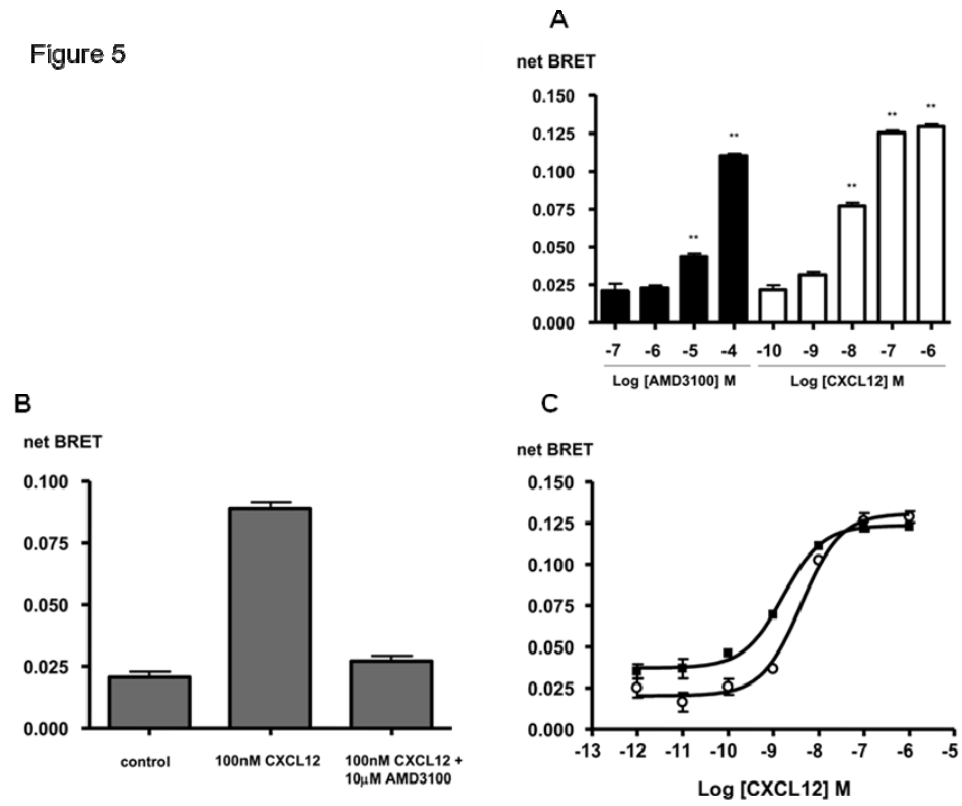 Figure 5
A
net BRET
0.150
0.125
0.100
0.075
0.050
0.025
0.000
** ** ** ** **
-7 -6 -5 -4 -10 -9 -8 -7 -6
Log [AMD3100] M Log [CXCL12] M
B
net BRET
0.100
0.075
0.050
0.025
0.000
control 100nM CXCL12 100nM CXCL12 +
10µM AMD3100
C
net BRET
0.150
0.125
0.100
0.075
0.050
0.025
0.000
-13 -12 -11 -10 -9 -8 -7 -6 -5
Log [CXCL12] M